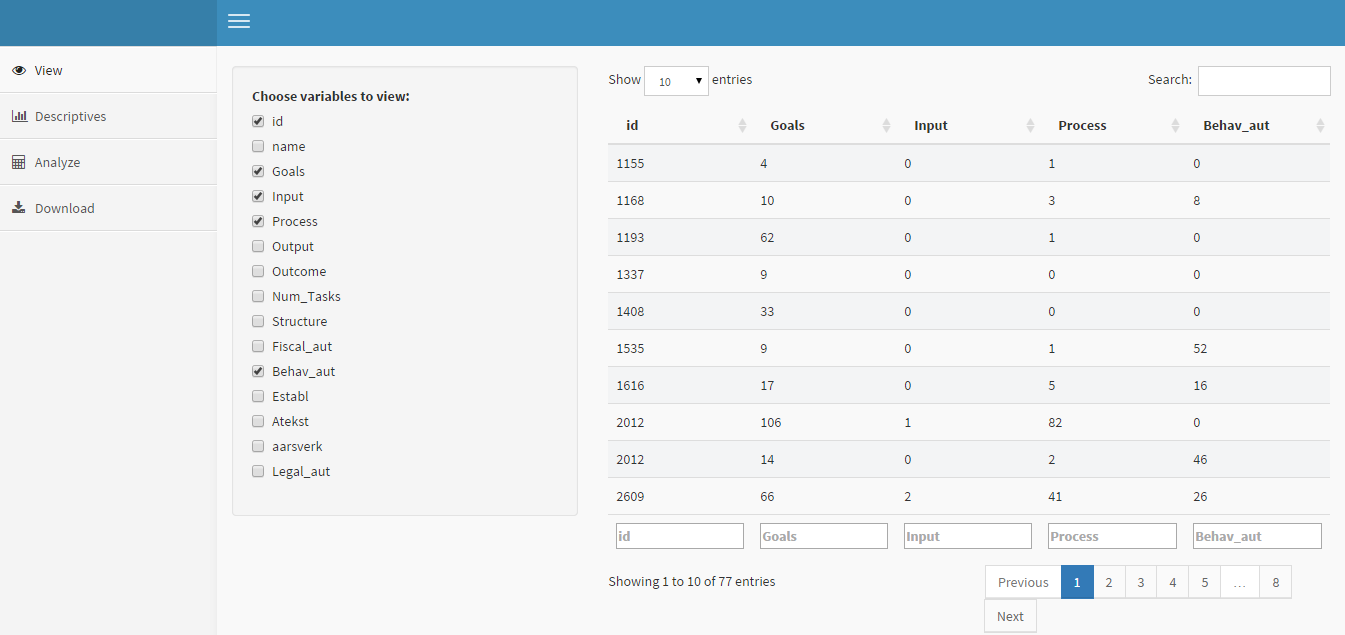 View
Descriptives
Analyze
Download
Choose variables to view:
id
name
Goals
Input
Process
Output
Outcome
Num_Tasks
Structure
Fiscal_aut
Behav_aut
Establ
Atekst
aarsverk
Legal_aut
Show 10 entries Search:
id Goals Input Process Behav_aut
1155 4 0 1 0
1168 10 0 3 8
1193 62 0 1 0
1337 9 0 0 0
1408 33 0 0 0
1535 9 0 1 52
1616 17 0 5 16
2012 106 1 82 0
2012 14 0 2 46
2609 66 2 41 26
id Goals Input Process Behav_aut
Showing 1 to 10 of 77 entries Previous 1 2 3 4 5 ... 8
Next